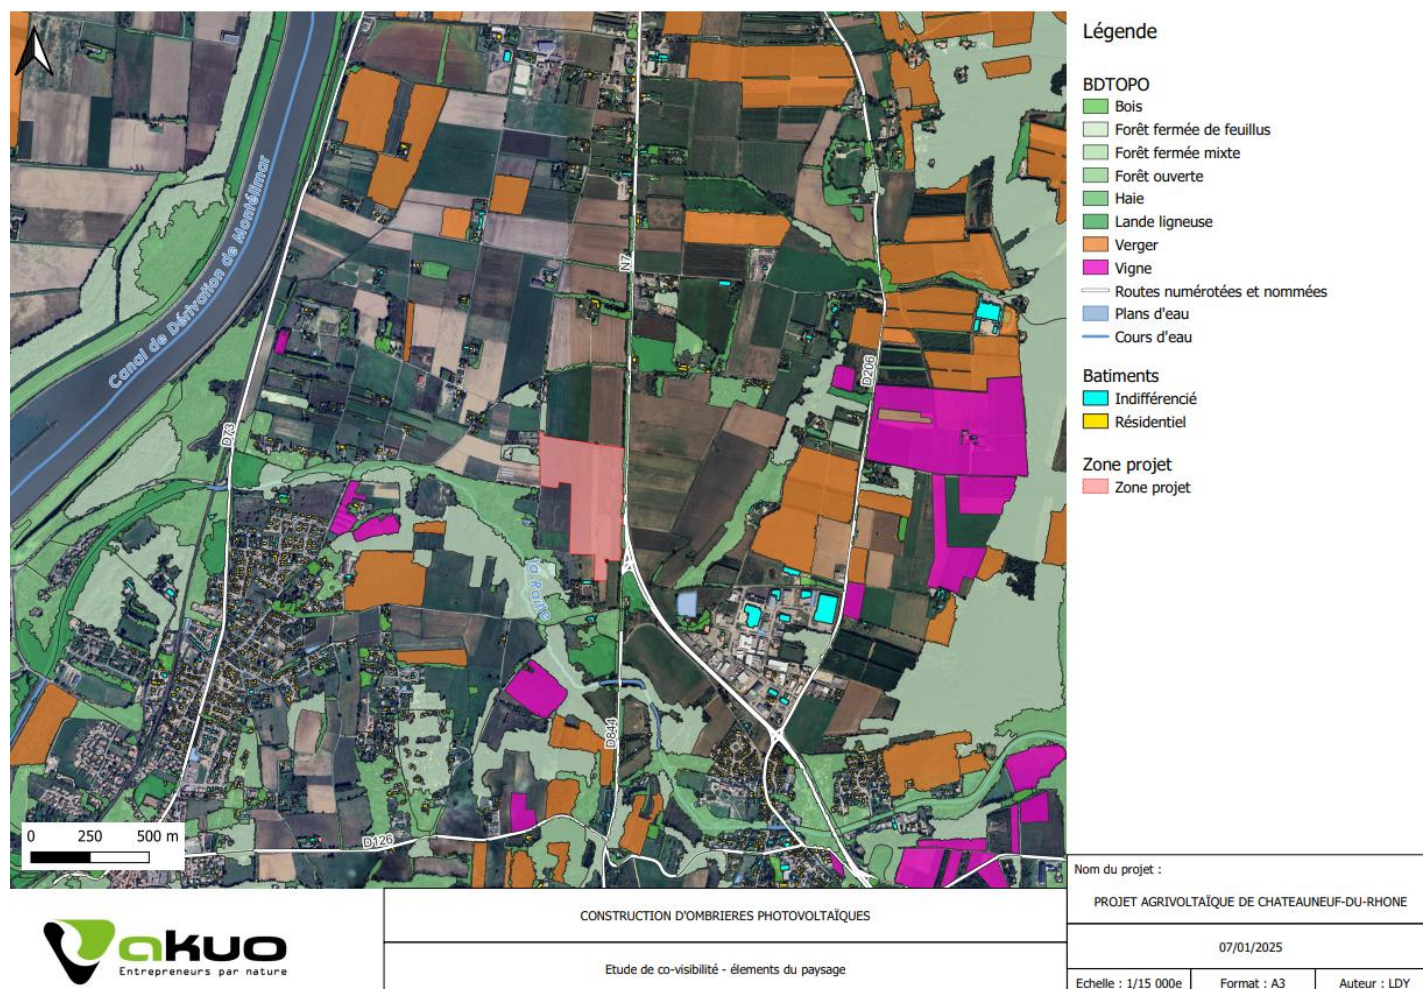 Légende
BDTOPO
Bois
Forêt fermée de feuillus
Forêt fermée mixte
Forêt ouverte
Haie
Lande ligneuse
Verger
Vigne
Routes numérotées et nommées
Plans d'eau
Cours d'eau
Batiments
Indifférencié
Résidentiel
Zone projet
Zone projet
Canal de Dérivation de Montélimar
N7
D206
D73
la Raille
D844
D126
0 250 500 m
akuo
Entrepreneurs par nature
CONSTRUCTION D'OMBRIERES PHOTOVOLTAÏQUES
Etude de co-visibilité - élements du paysage
Nom du projet :
PROJET AGRIVOLTAÏQUE DE CHATEAUNEUF-DU-RHONE
07/01/2025
Echelle : 1/15 000e
Format : A3
Auteur : LDY